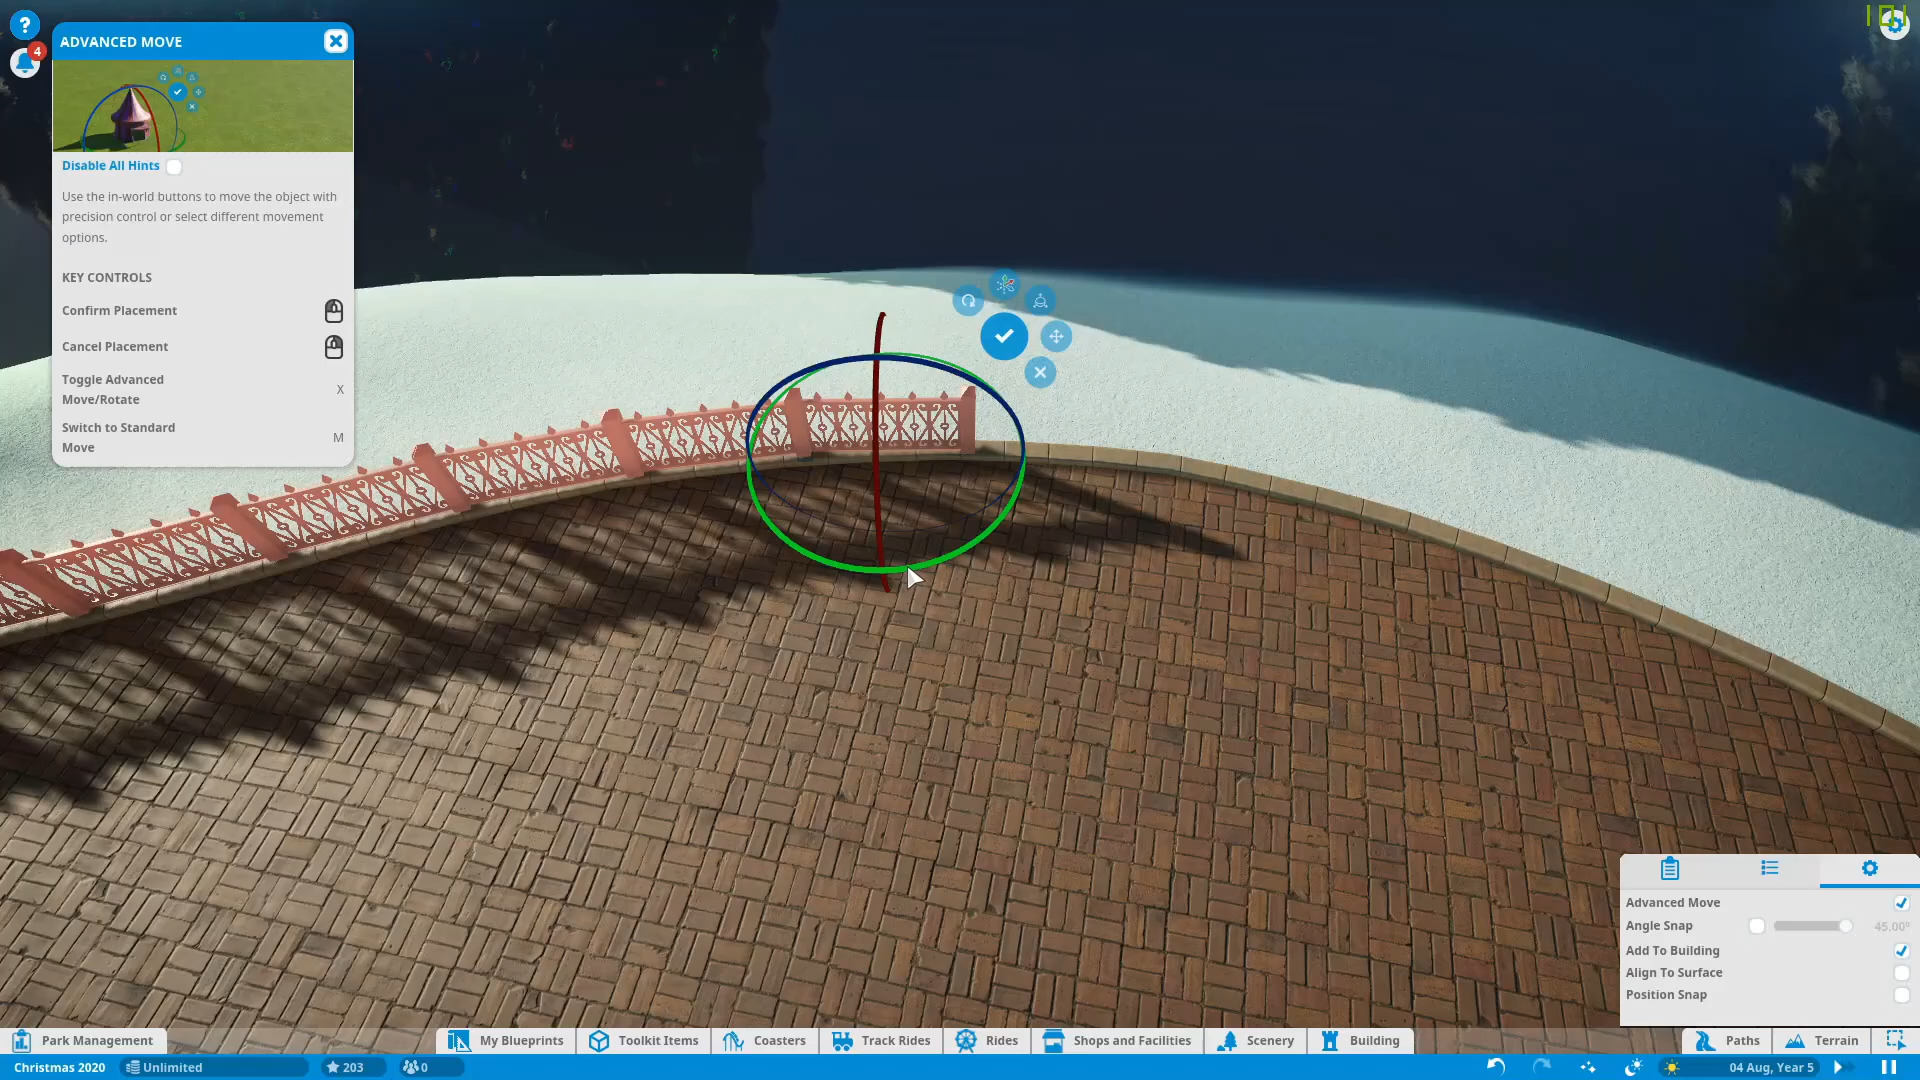 ?
4
ADVANCED MOVE
Disable All Hints
Use the in-world buttons to move the object with
precision control or select different movement
options.
KEY CONTROLS
Confirm Placement
Cancel Placement
Toggle Advanced
Move/Rotate
X
Switch to Standard
Move
M
101
Advanced Move
Angle Snap
45.00°
Add To Building
Align To Surface
Position Snap
Park Management
My Blueprints
Toolkit Items
Coasters
Track Rides
Rides
Shops and Facilities
Scenery
Building
Paths
Terrain
Christmas 2020
Unlimited
203
0
04 Aug, Year 5